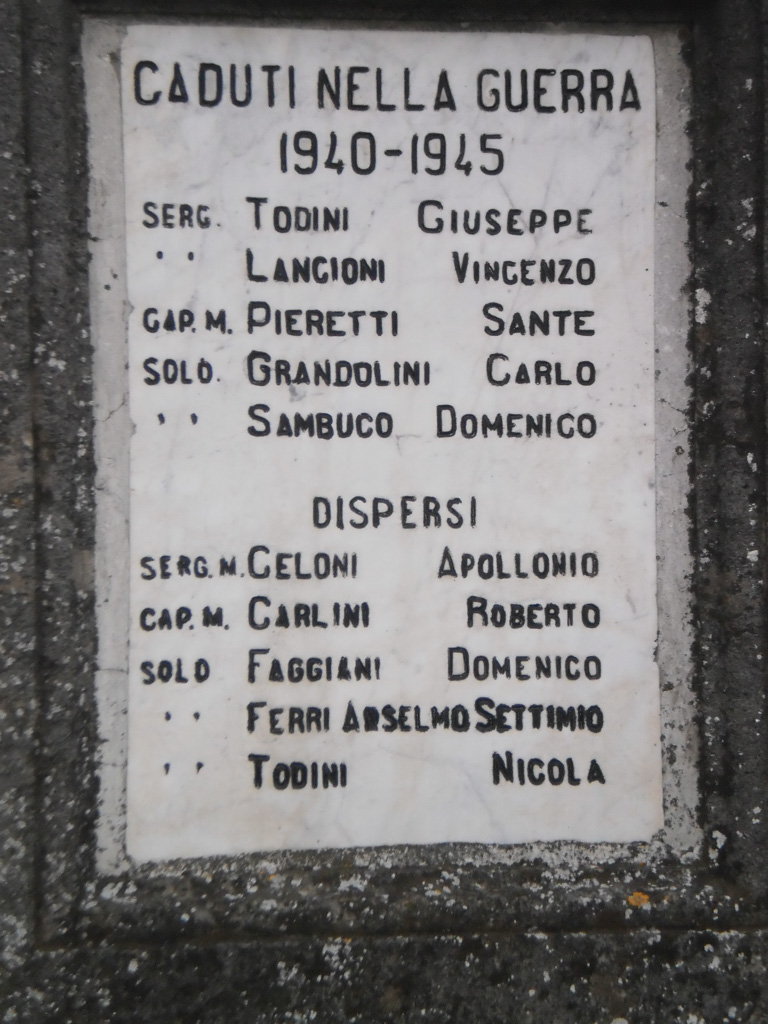 CADUTI NELLA GUERRA
1940-1945
SERG. TODINI GIUSEPPE
' ' LANCIONI VINCENZO
CAP. M. PIERETTI SANTE
SOLD. GRANDOLINI CARLO
' ' SAMBUCO DOMENICO
DISPERSI
SERG. M. CELONI APOLLONIO
CAP. M. CARLINI ROBERTO
SOLD FAGGIANI DOMENICO
' ' FERRI ANSELMO SETTIMIO
' ' TODINI NICOLA